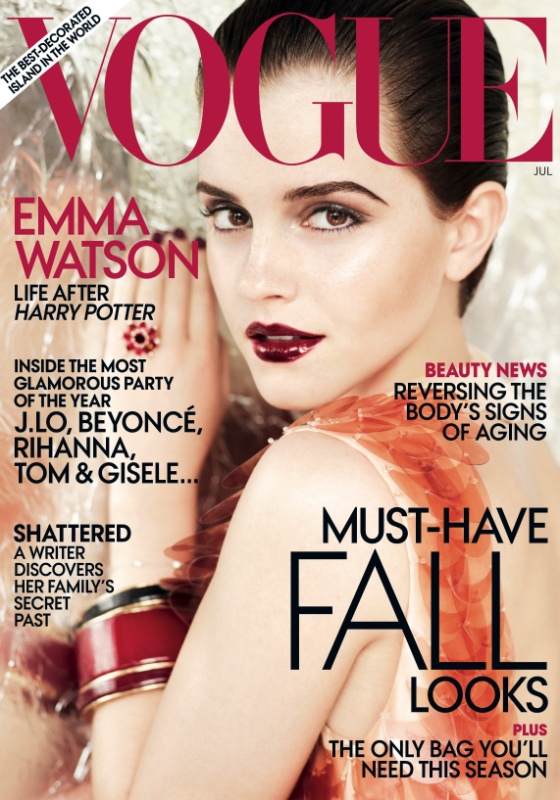 THE BEST-DECORATED
ISLAND IN THE WORLD
VOGUE
JUL
EMMA
WATSON
LIFE AFTER
HARRY POTTER
INSIDE THE MOST
GLAMOROUS PARTY
OF THE YEAR
J.LO, BEYONCÉ,
RIHANNA,
TOM & GISELE...
SHATTERED
A WRITER
DISCOVERS
HER FAMILY'S
SECRET
PAST
BEAUTY NEWS
REVERSING THE
BODY'S SIGNS
OF AGING
MUST-HAVE
FALL
LOOKS
PLUS
THE ONLY BAG YOU'LL
NEED THIS SEASON